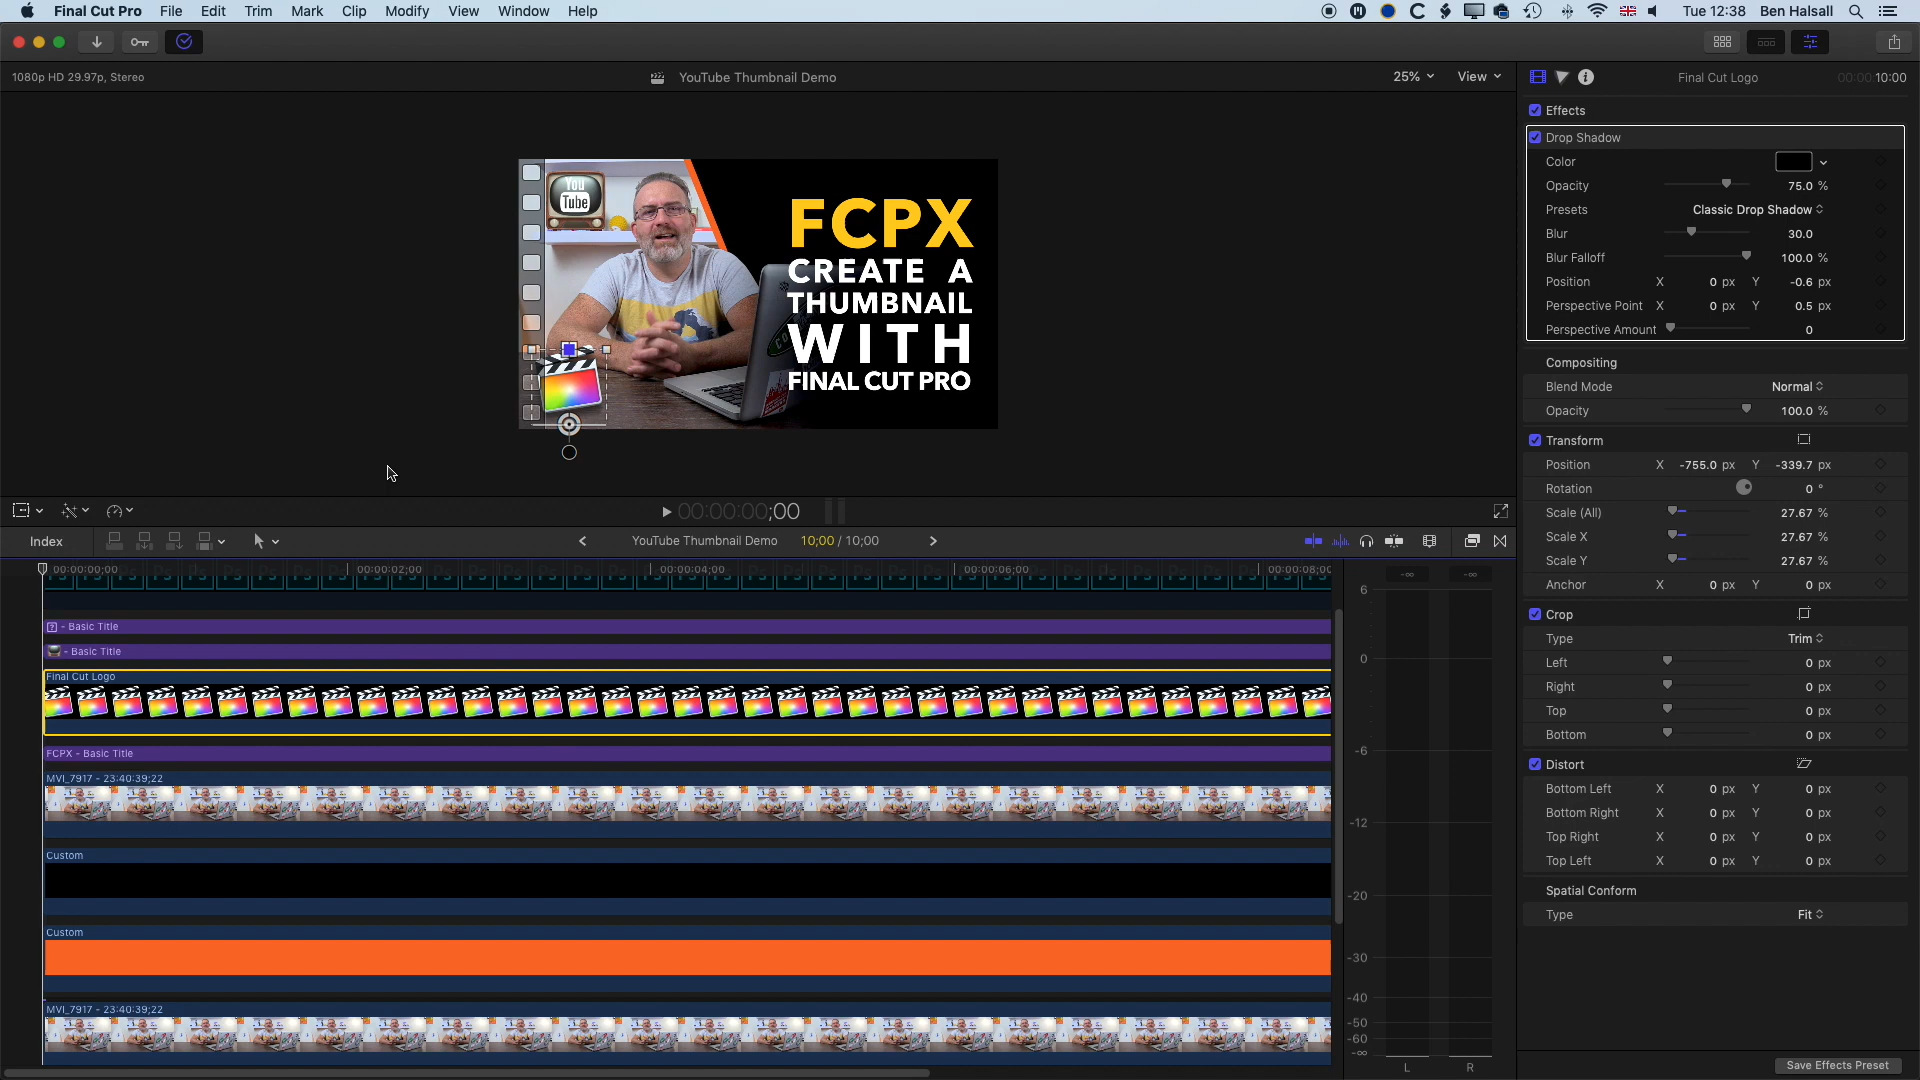 Final Cut Pro File Edit Trim Mark Clip Modify View Window Help Tue 12:38 Ben Halsall
1080p HD 29.97p, Stereo YouTube Thumbnail Demo 25% View Final Cut Logo 00:00:10:00
Effects
Drop Shadow
Color
Opacity 75.0 %
Presets Classic Drop Shadow
Blur 30.0
Blur Falloff 100.0 %
Position X 0 px Y -0.6 px
Perspective Point X 0 px Y 0.5 px
Perspective Amount 0
Compositing
Blend Mode Normal
Opacity 100.0 %
Transform
Position X -755.0 px Y -339.7 px
Rotation 0 °
Scale (All) 27.67 %
Scale X 27.67 %
Scale Y 27.67 %
Anchor X 0 px Y 0 px
Crop
Type Trim
Left 0 px
Right 0 px
Top 0 px
Bottom 0 px
Distort
Bottom Left X 0 px Y 0 px
Bottom Right X 0 px Y 0 px
Top Right X 0 px Y 0 px
Top Left X 0 px Y 0 px
Spatial Conform
Type Fit
Save Effects Preset
You
Tube
FCPX
CREATE A
THUMBNAIL
WITH
FINAL CUT PRO
00:00:00;00
Index YouTube Thumbnail Demo 10;00 / 10;00
00:00:00;00 00:00:02;00 00:00:04;00 00:00:06;00 00:00:08;00
- Basic Title
- Basic Title
Final Cut Logo
FCPX - Basic Title
MVI_7917 - 23:40:39;22
Custom
Custom
MVI_7917 - 23:40:39;22
-∞ -∞
6
0
-6
-12
-20
-30
-40
-50
-60
-∞
L R